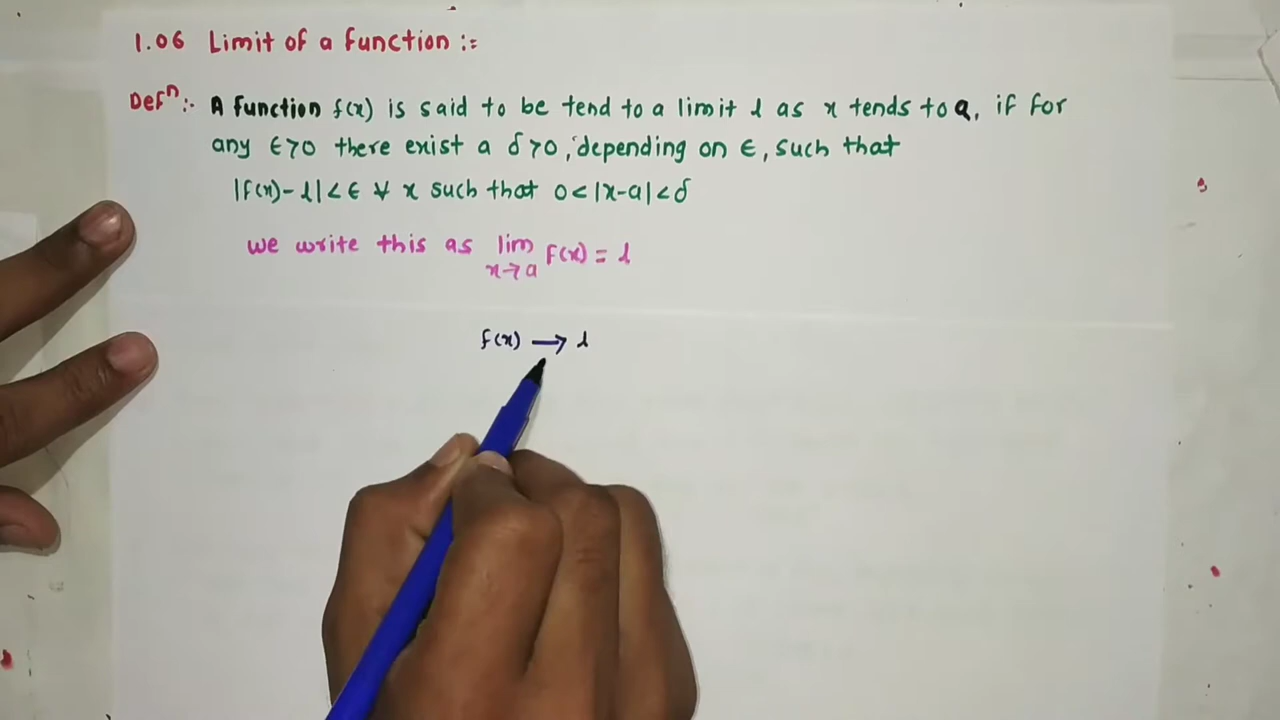 1.06 Limit of a function :=
Defⁿ:- A function f(x) is said to be tend to a limit l as x tends to a, if for
any ϵ>0 there exist a δ>0, depending on ϵ, such that
|f(x)-l|<ϵ ∀ x such that 0<|x-a|<δ
we write this as lim f(x) = l
x→a
f(x) → l